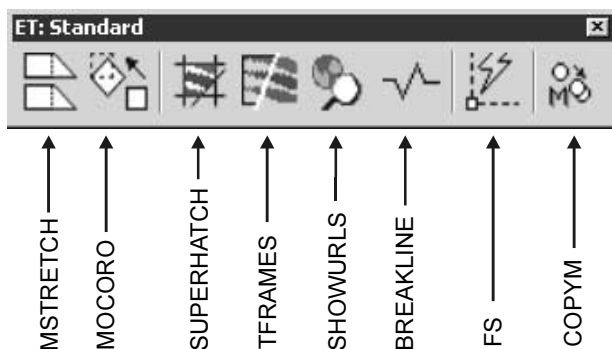 ET: Standard
M
MSTRETCH
MOCORO
SUPERHATCH
TFRAMES
SHOWURLS
BREAKLINE
FS
COPYM